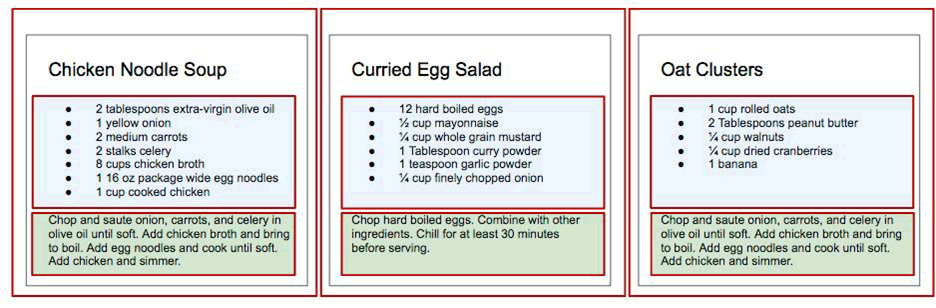 Chicken Noodle Soup
● 2 tablespoons extra-virgin olive oil
● 1 yellow onion
● 2 medium carrots
● 2 stalks celery
● 8 cups chicken broth
● 1 16 oz package wide egg noodles
● 1 cup cooked chicken
Chop and saute onion, carrots, and celery in
olive oil until soft. Add chicken broth and bring
to boil. Add egg noodles and cook until soft.
Add chicken and simmer.
Curried Egg Salad
● 12 hard boiled eggs
● ½ cup mayonnaise
● ¼ cup whole grain mustard
● 1 Tablespoon curry powder
● 1 teaspoon garlic powder
● ¼ cup finely chopped onion
Chop hard boiled eggs. Combine with other
ingredients. Chill for at least 30 minutes
before serving.
Oat Clusters
● 1 cup rolled oats
● 2 Tablespoons peanut butter
● ¼ cup walnuts
● ¼ cup dried cranberries
● 1 banana
Chop and saute onion, carrots, and celery in
olive oil until soft. Add chicken broth and bring
to boil. Add egg noodles and cook until soft.
Add chicken and simmer.